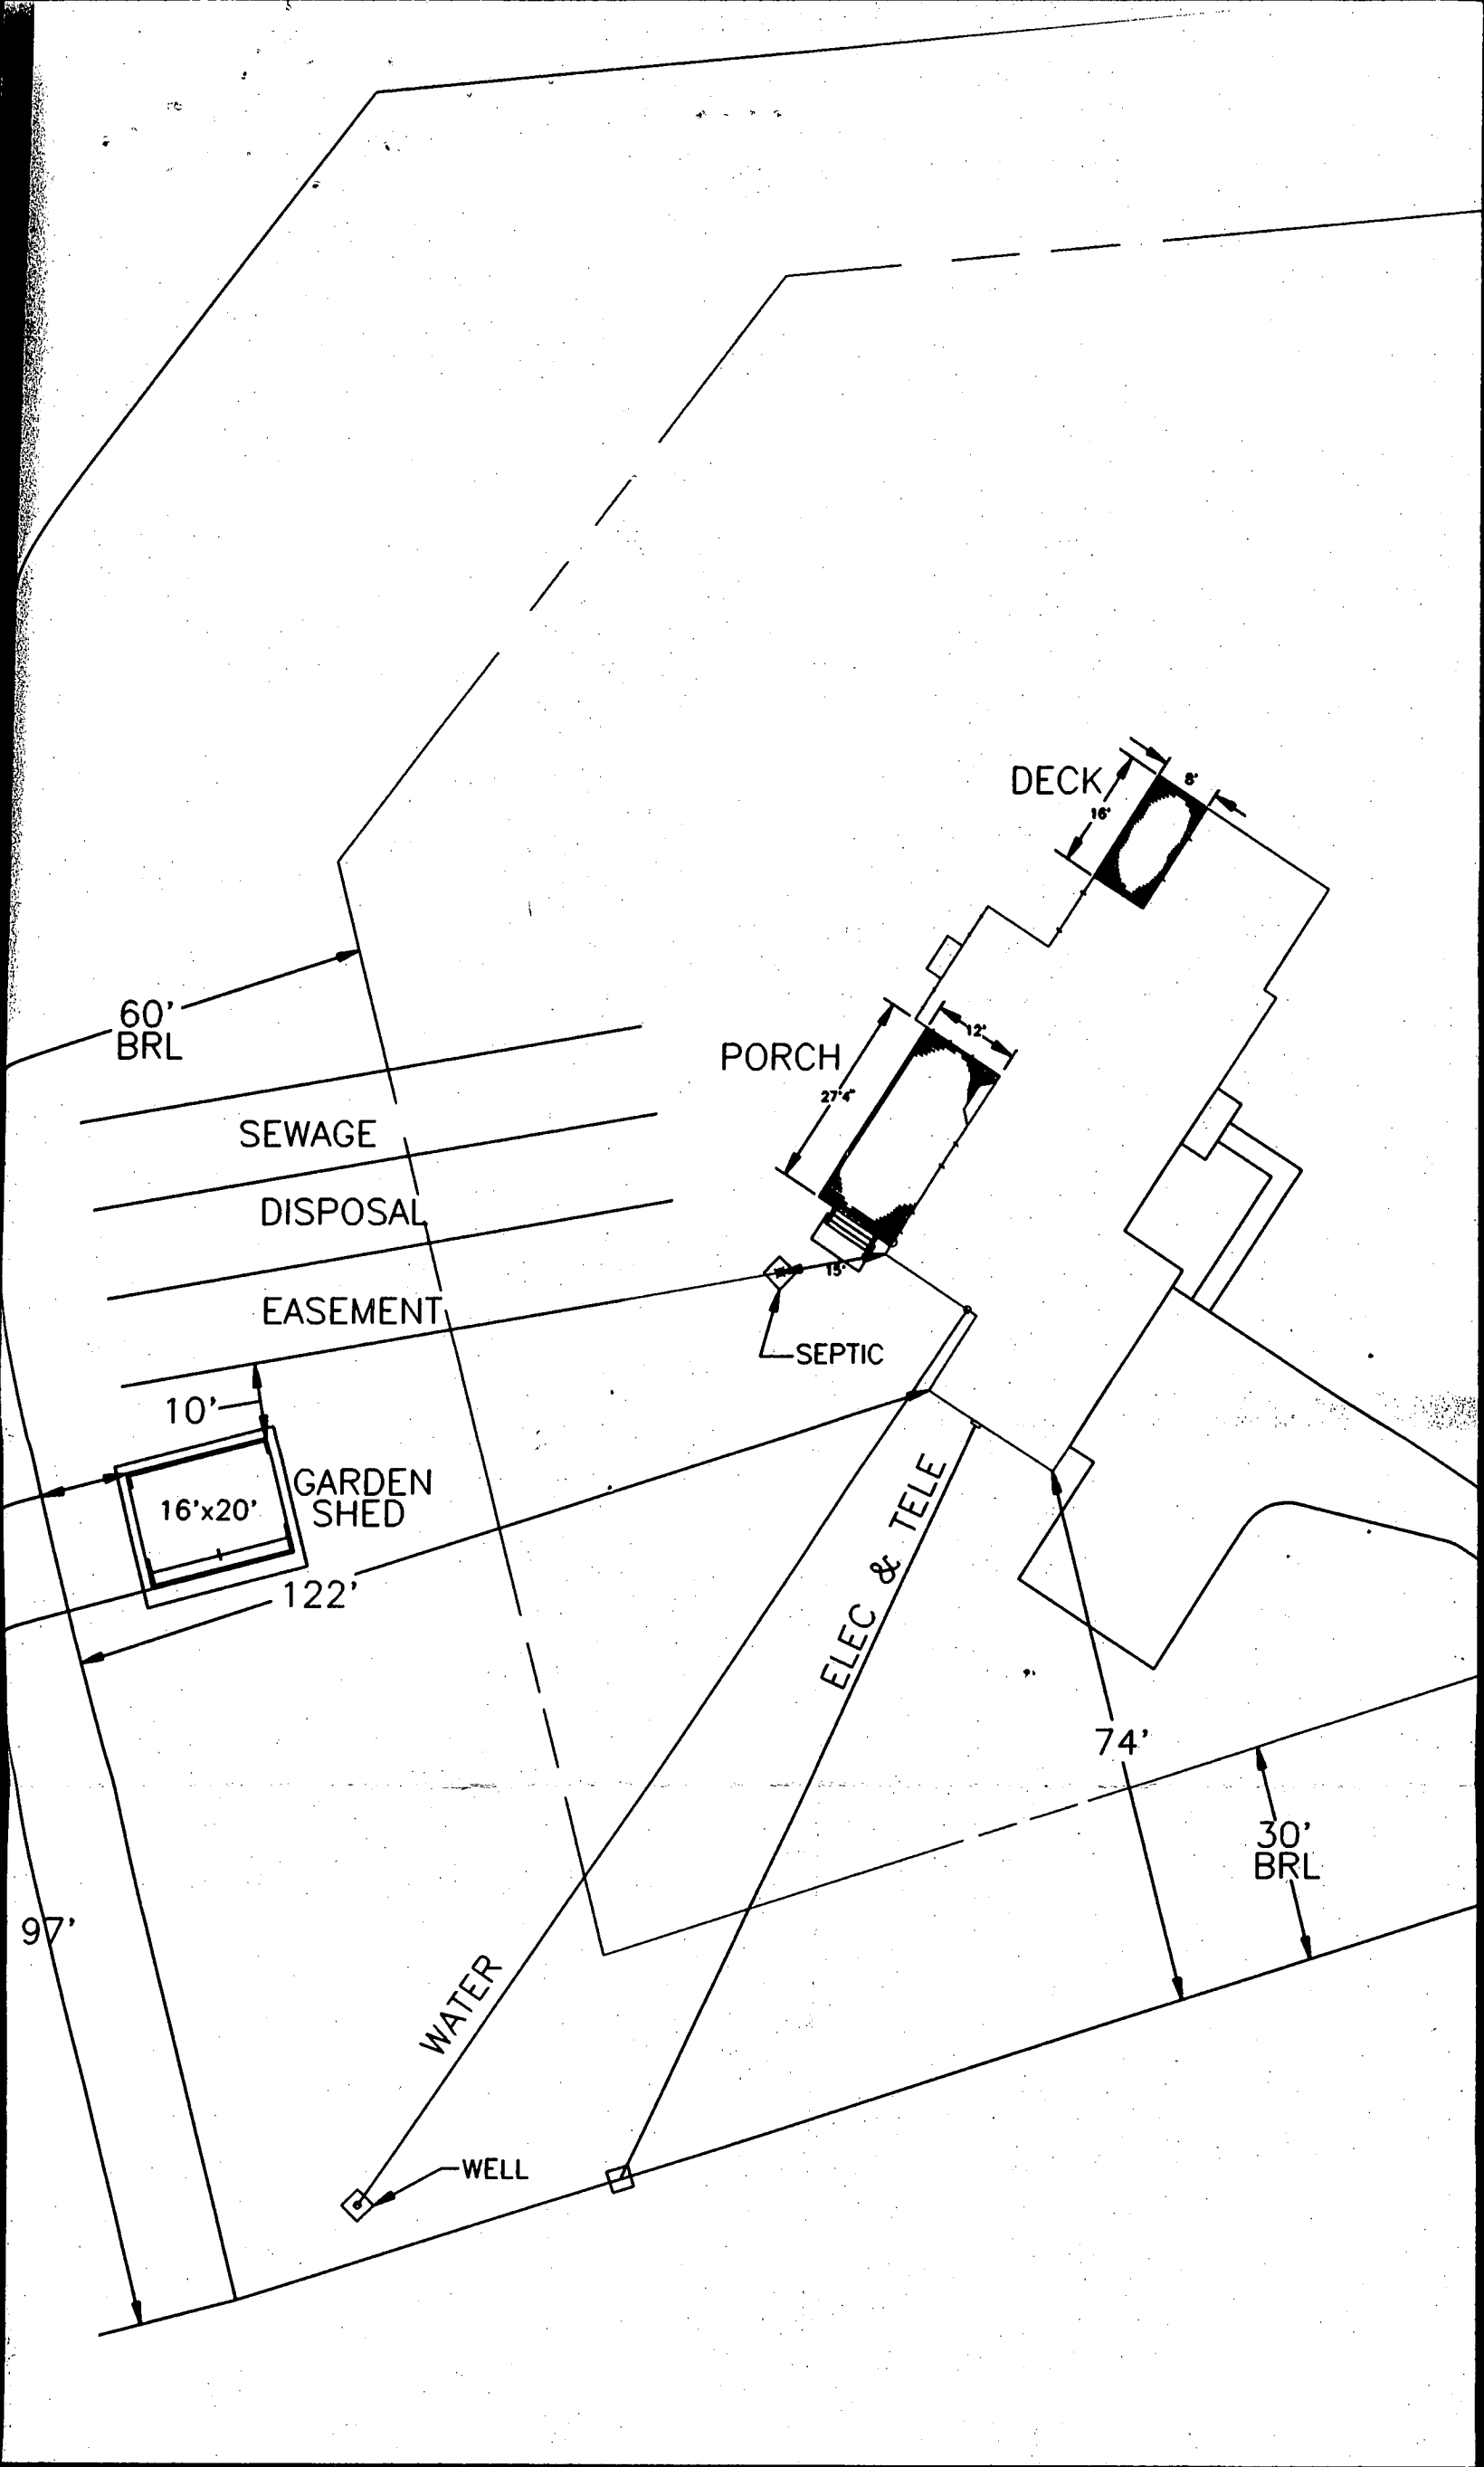 DECK
8'
16'
60'
BRL
PORCH
12'
27'4"
SEWAGE
DISPOSAL
EASEMENT
15'
SEPTIC
10'
GARDEN
SHED
16'x20'
122'
ELEC & TELE
74'
30'
BRL
97'
WATER
WELL